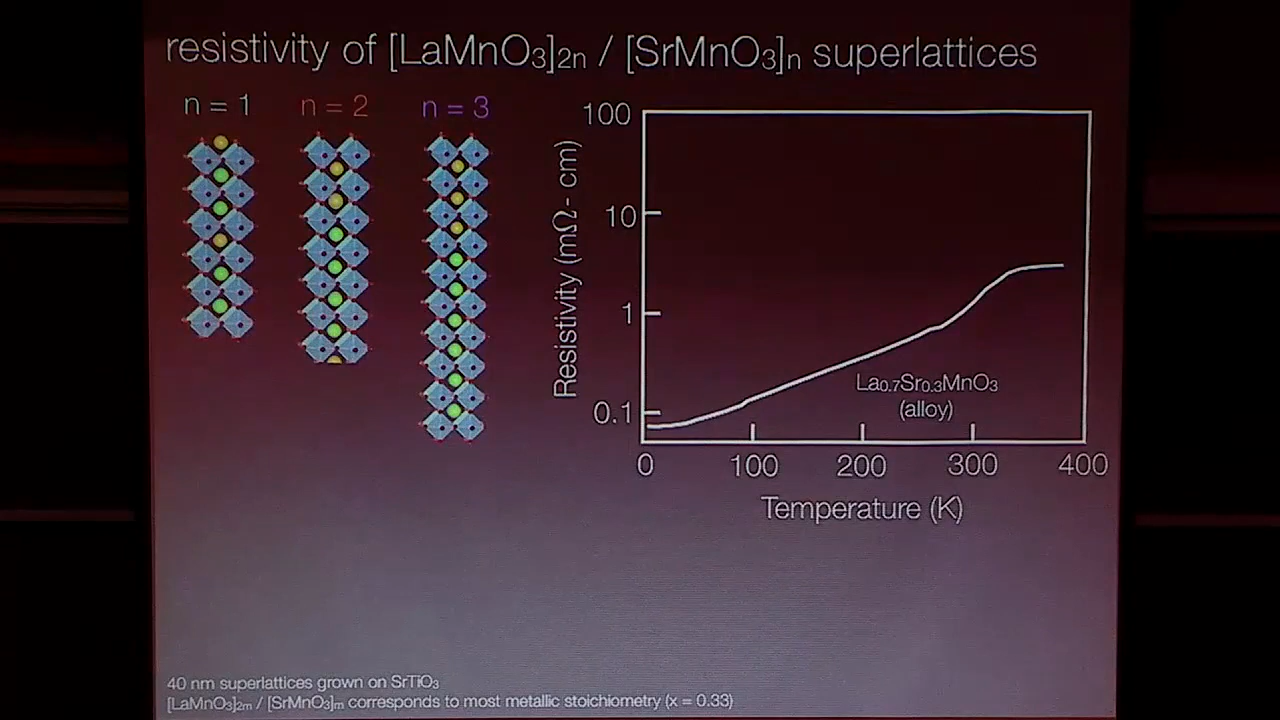 resistivity of [LaMnO3]2n / [SrMnO3]n superlattices
n = 1
n = 2
n = 3
100
10
1
0.1
Resistivity (mΩ - cm)
La0.7Sr0.3MnO3
(alloy)
0
100
200
300
400
Temperature (K)
40 nm superlattices grown on SrTiO3
[LaMnO3]2m / [SrMnO3]m corresponds to most metallic stoichiometry (x = 0.33)